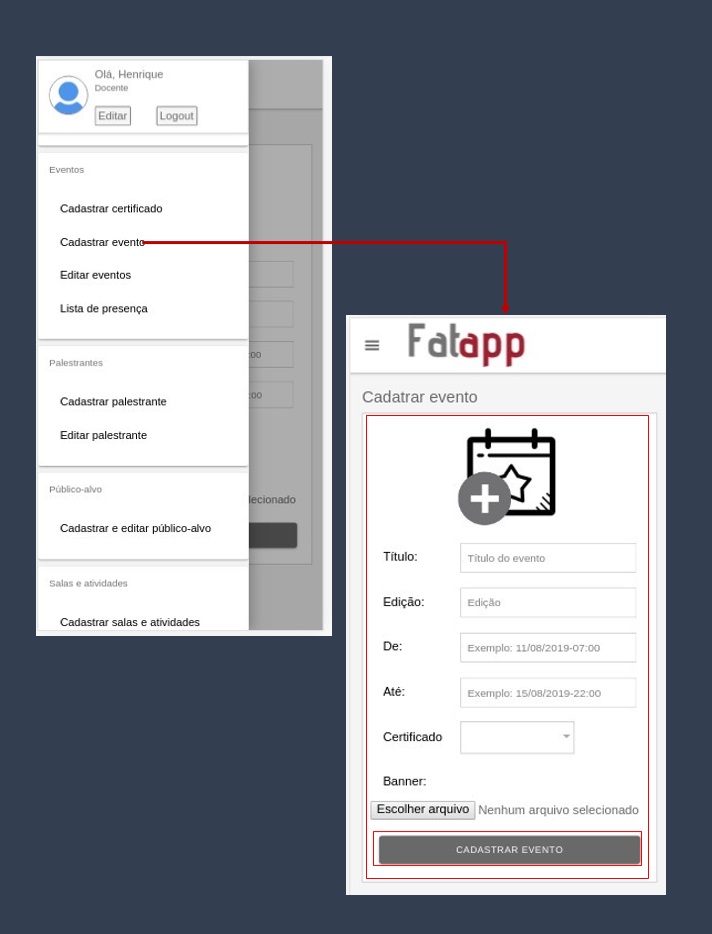 Olá, Henrique
Docente
Editar
Logout
Eventos
Cadastrar certificado
Cadastrar evento
Editar eventos
Lista de presença
:00
:00
Palestrantes
Cadastrar palestrante
Editar palestrante
Público-alvo
lecionado
Cadastrar e editar público-alvo
Salas e atividades
Cadastrar salas e atividades
Fatapp
Cadatrar evento
Título:
Título do evento
Edição:
Edição
De:
Exemplo: 11/08/2019-07:00
Até:
Exemplo: 15/08/2019-22:00
Certificado
Banner:
Escolher arquivo Nenhum arquivo selecionado
CADASTRAR EVENTO